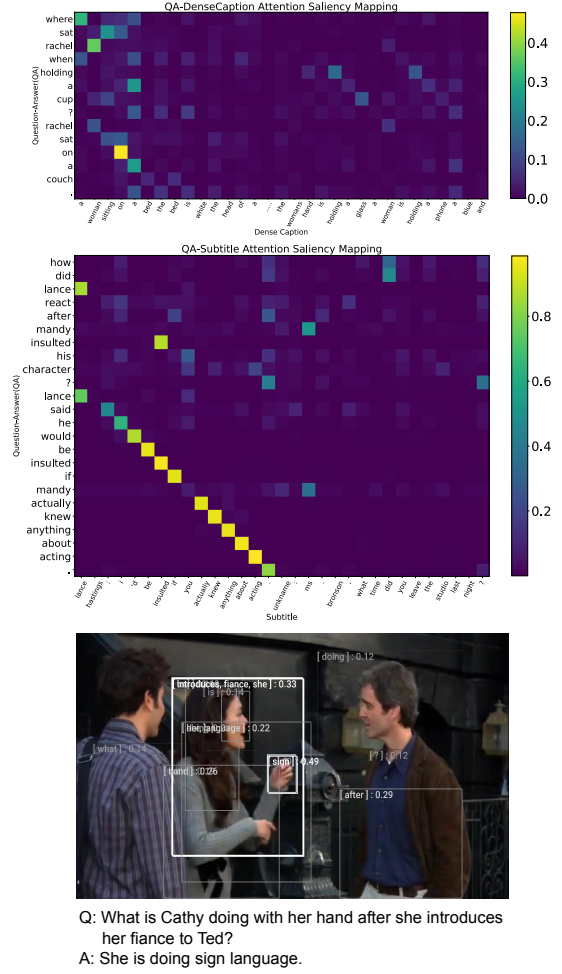 QA-DenseCaption Attention Saliency Mapping
Question-Answer(QA)
where
sat
rachel
when
holding
a
cup
?
rachel
sat
on
a
couch
.
a
woman
sitting
on
a
bed
the
bed
is
white
the
head
of
a
....
the
womans
hand
is
holding
a
glass
a
woman
is
holding
a
phone
a
blue
and
Dense Caption
0.4
0.3
0.2
0.1
0.0
QA-Subtitle Attention Saliency Mapping
Question-Answer(QA)
how
did
lance
react
after
mandy
insulted
his
character
?
lance
said
he
would
be
insulted
if
mandy
actually
knew
anything
about
acting
.
lance
hastings
:
i
'd
be
insulted
if
you
actually
knew
anything
about
acting
.
unkname
:
ms
.
bronson
,
what
time
did
you
leave
the
studio
last
night
?
Subtitle
0.8
0.6
0.4
0.2
[ doing ] : 0.12
[ introduces, fiance, she ] : 0.33
[ is ] : 0.14
language ] : 0.22
[ what ] : 0.14
[ sign ] : 0.49
[ ? ] : 0.12
[ after ] : 0.29
Q: What is Cathy doing with her hand after she introduces
her fiance to Ted?
A: She is doing sign language.